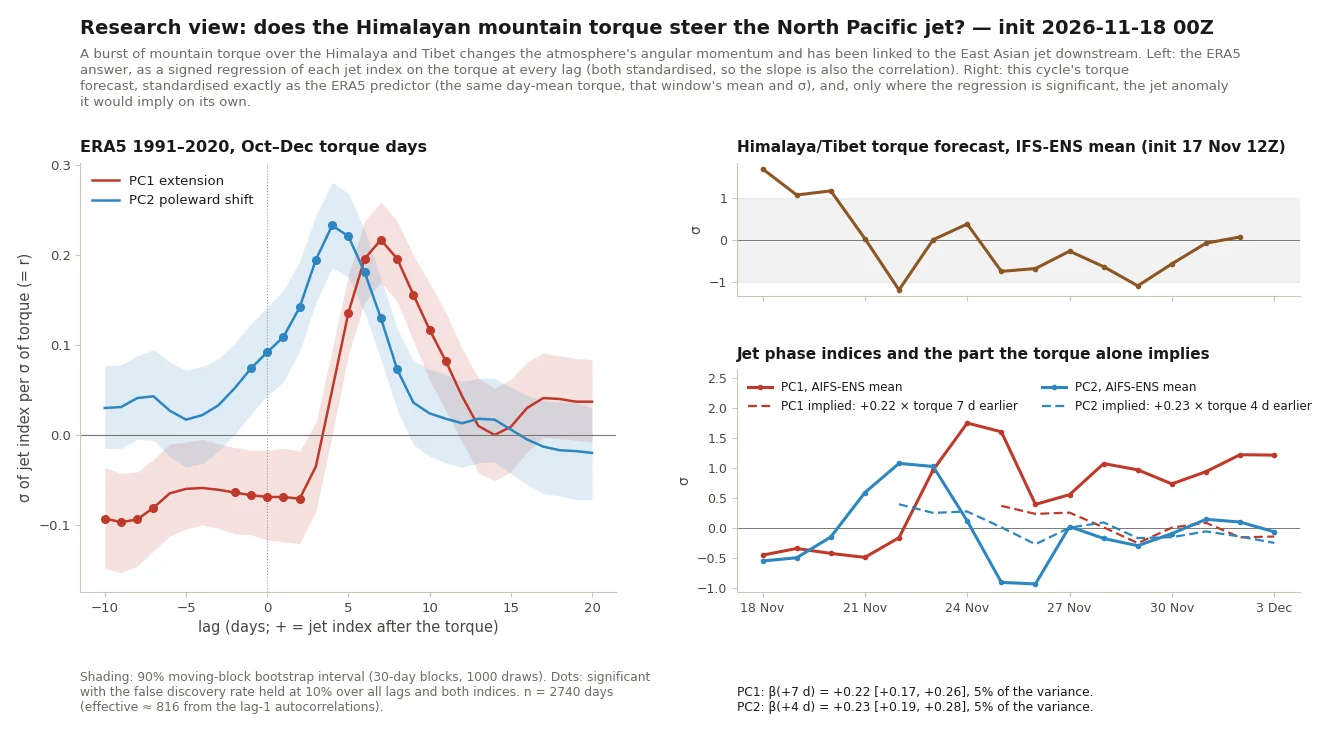 Research view: does the Himalayan mountain torque steer the North Pacific jet? — init 2026-11-18 00Z
A burst of mountain torque over the Himalaya and Tibet changes the atmosphere's angular momentum and has been linked to the East Asian jet downstream. Left: the ERA5
answer, as a signed regression of each jet index on the torque at every lag (both standardised, so the slope is also the correlation). Right: this cycle's torque
forecast, standardised exactly as the ERA5 predictor (the same day-mean torque, that window's mean and σ), and, only where the regression is significant, the jet anomaly
it would imply on its own.
ERA5 1991–2020, Oct–Dec torque days
0.3
0.2
0.1
0.0
−0.1
σ of jet index per σ of torque (= r)
PC1 extension
PC2 poleward shift
−10
−5
0
5
10
15
20
lag (days; + = jet index after the torque)
Shading: 90% moving-block bootstrap interval (30-day blocks, 1000 draws). Dots: significant
with the false discovery rate held at 10% over all lags and both indices. n = 2740 days
(effective ≈ 816 from the lag-1 autocorrelations).
Himalaya/Tibet torque forecast, IFS-ENS mean (init 17 Nov 12Z)
1
0
−1
σ
Jet phase indices and the part the torque alone implies
2.5
2.0
1.5
1.0
0.5
0.0
−0.5
−1.0
σ
PC1, AIFS-ENS mean
PC1 implied: +0.22 × torque 7 d earlier
PC2, AIFS-ENS mean
PC2 implied: +0.23 × torque 4 d earlier
18 Nov
21 Nov
24 Nov
27 Nov
30 Nov
3 Dec
PC1: β(+7 d) = +0.22 [+0.17, +0.26], 5% of the variance.
PC2: β(+4 d) = +0.23 [+0.19, +0.28], 5% of the variance.